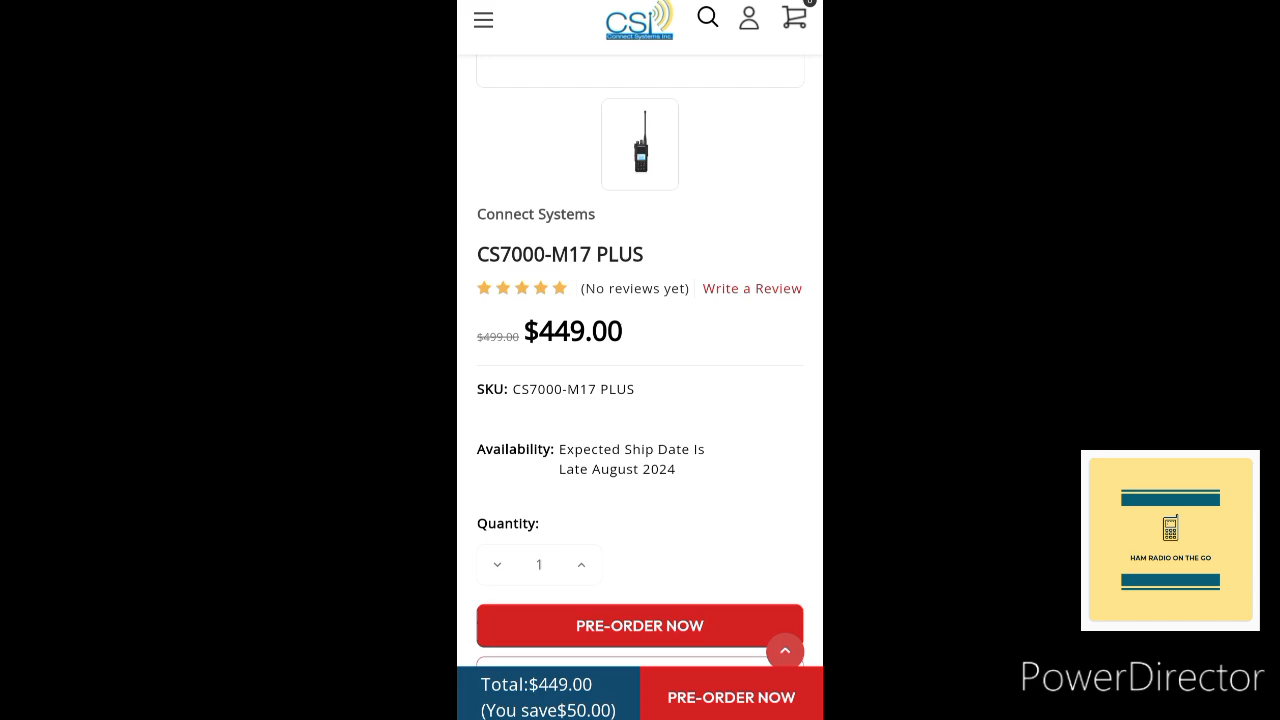 CSI
Connect Systems Inc.
0
Connect Systems
CS7000-M17 PLUS
(No reviews yet) Write a Review
$499.00 $449.00
SKU: CS7000-M17 PLUS
Availability: Expected Ship Date Is
Late August 2024
Quantity:
1
PRE-ORDER NOW
Total:$449.00
(You save$50.00)
PRE-ORDER NOW
HAM RADIO ON THE GO
PowerDirector